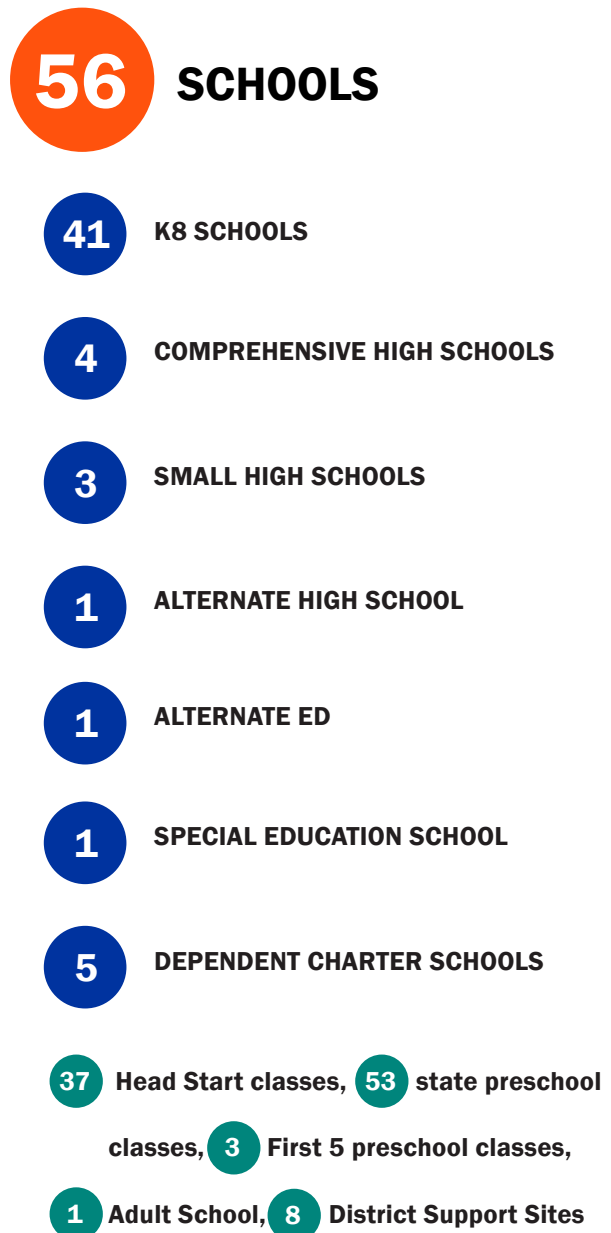 56 SCHOOLS
41 K8 SCHOOLS
4 COMPREHENSIVE HIGH SCHOOLS
3 SMALL HIGH SCHOOLS
1 ALTERNATE HIGH SCHOOL
1 ALTERNATE ED
1 SPECIAL EDUCATION SCHOOL
5 DEPENDENT CHARTER SCHOOLS
37 Head Start classes, 53 state preschool
classes, 3 First 5 preschool classes,
1 Adult School, 8 District Support Sites